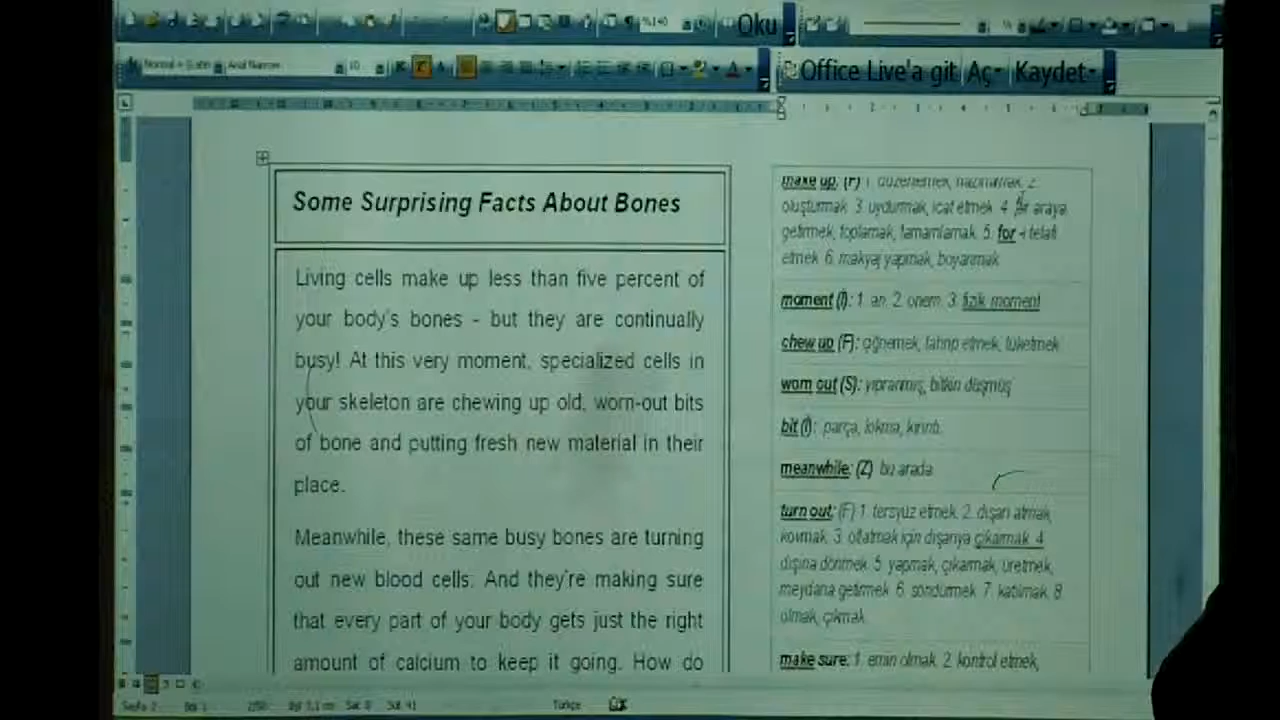 %140
Oku
Arial Narrow
10
Office Live'a git Aç Kaydet
Some Surprising Facts About Bones
Living cells make up less than five percent of
your body's bones - but they are continually
busy! At this very moment, specialized cells in
your skeleton are chewing up old, worn-out bits
of bone and putting fresh new material in their
place.
Meanwhile, these same busy bones are turning
out new blood cells. And they're making sure
that every part of your body gets just the right
amount of calcium to keep it going. How do
make up: (F) 1. düzenlemek, hazırlamak, 2.
oluşturmak 3. uydurmak, icat etmek 4. bir araya
getirmek, toplamak, tamamlamak. 5. for -i telafi
etmek 6. makyaj yapmak, boyanmak
moment (İ): 1. an. 2. önem. 3. fizik moment
chew up (F): çiğnemek, tahrip etmek, tüketmek
worn out (S): yıpranmış, bitkin düşmüş
bit (İ): parça, lokma, kırıntı.
meanwhile: (Z) bu arada
turn out: (F) 1. tersyüz etmek. 2. dışarı atmak,
kovmak. 3. otlatmak için dışarıya çıkarmak. 4.
dışına dönmek. 5. yapmak, çıkarmak, üretmek,
meydana getirmek. 6. söndürmek. 7. katılmak. 8.
olmak, çıkmak.
make sure: 1. emin olmak. 2. kontrol etmek,
Sayfa 2
Türkçe